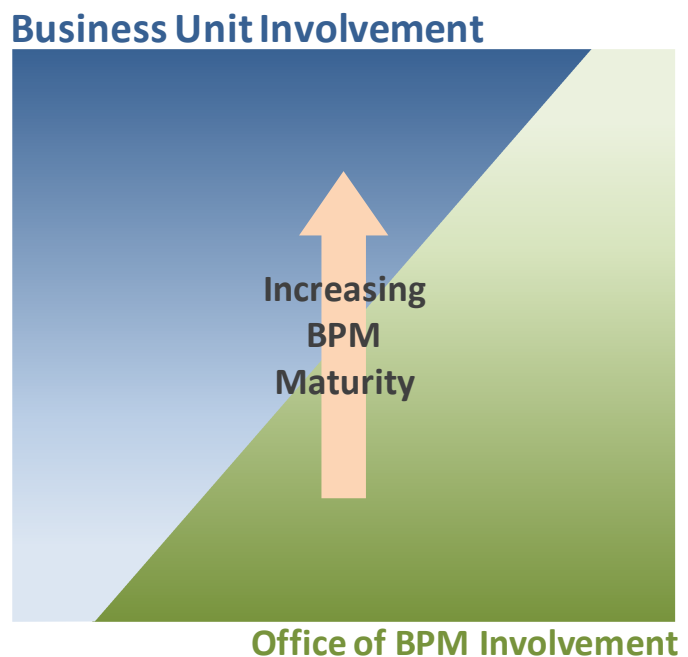 Business Unit Involvement
Increasing
BPM
Maturity
Office of BPM Involvement